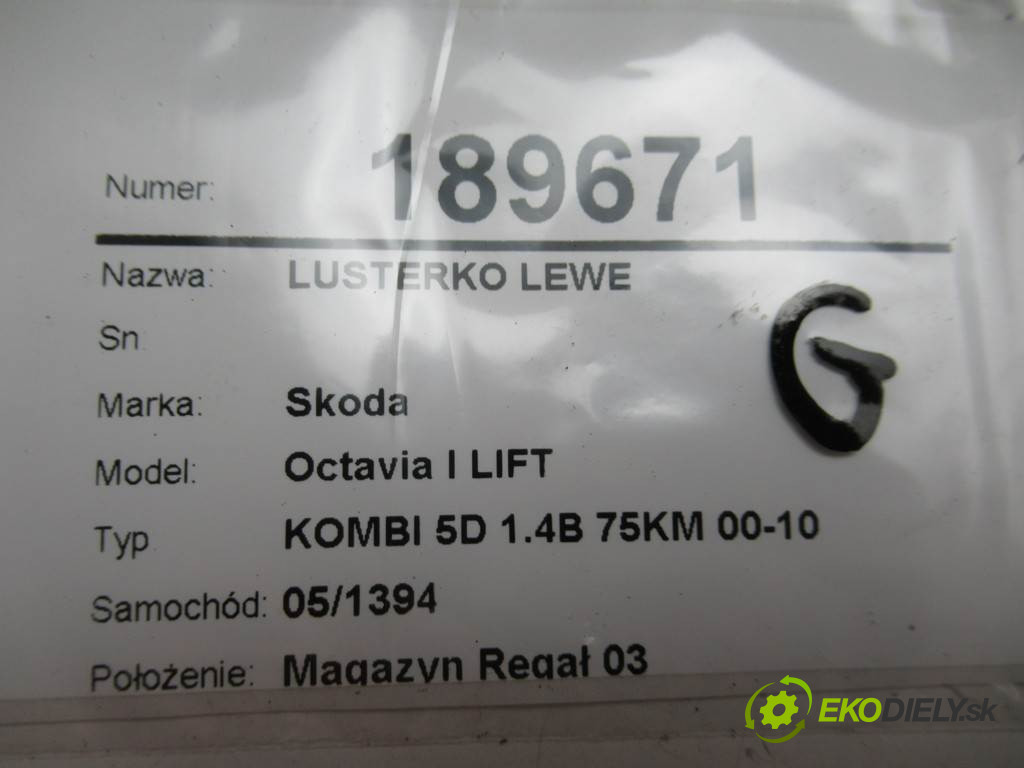 Numer: 189671
Nazwa: LUSTERKO LEWE
Sn
G
Marka: Skoda
Model: Octavia I LIFT
Typ KOMBI 5D 1.4B 75KM 00-10
Samochód: 05/1394
Położenie: Magazyn Regał 03
EKODIELY.sk